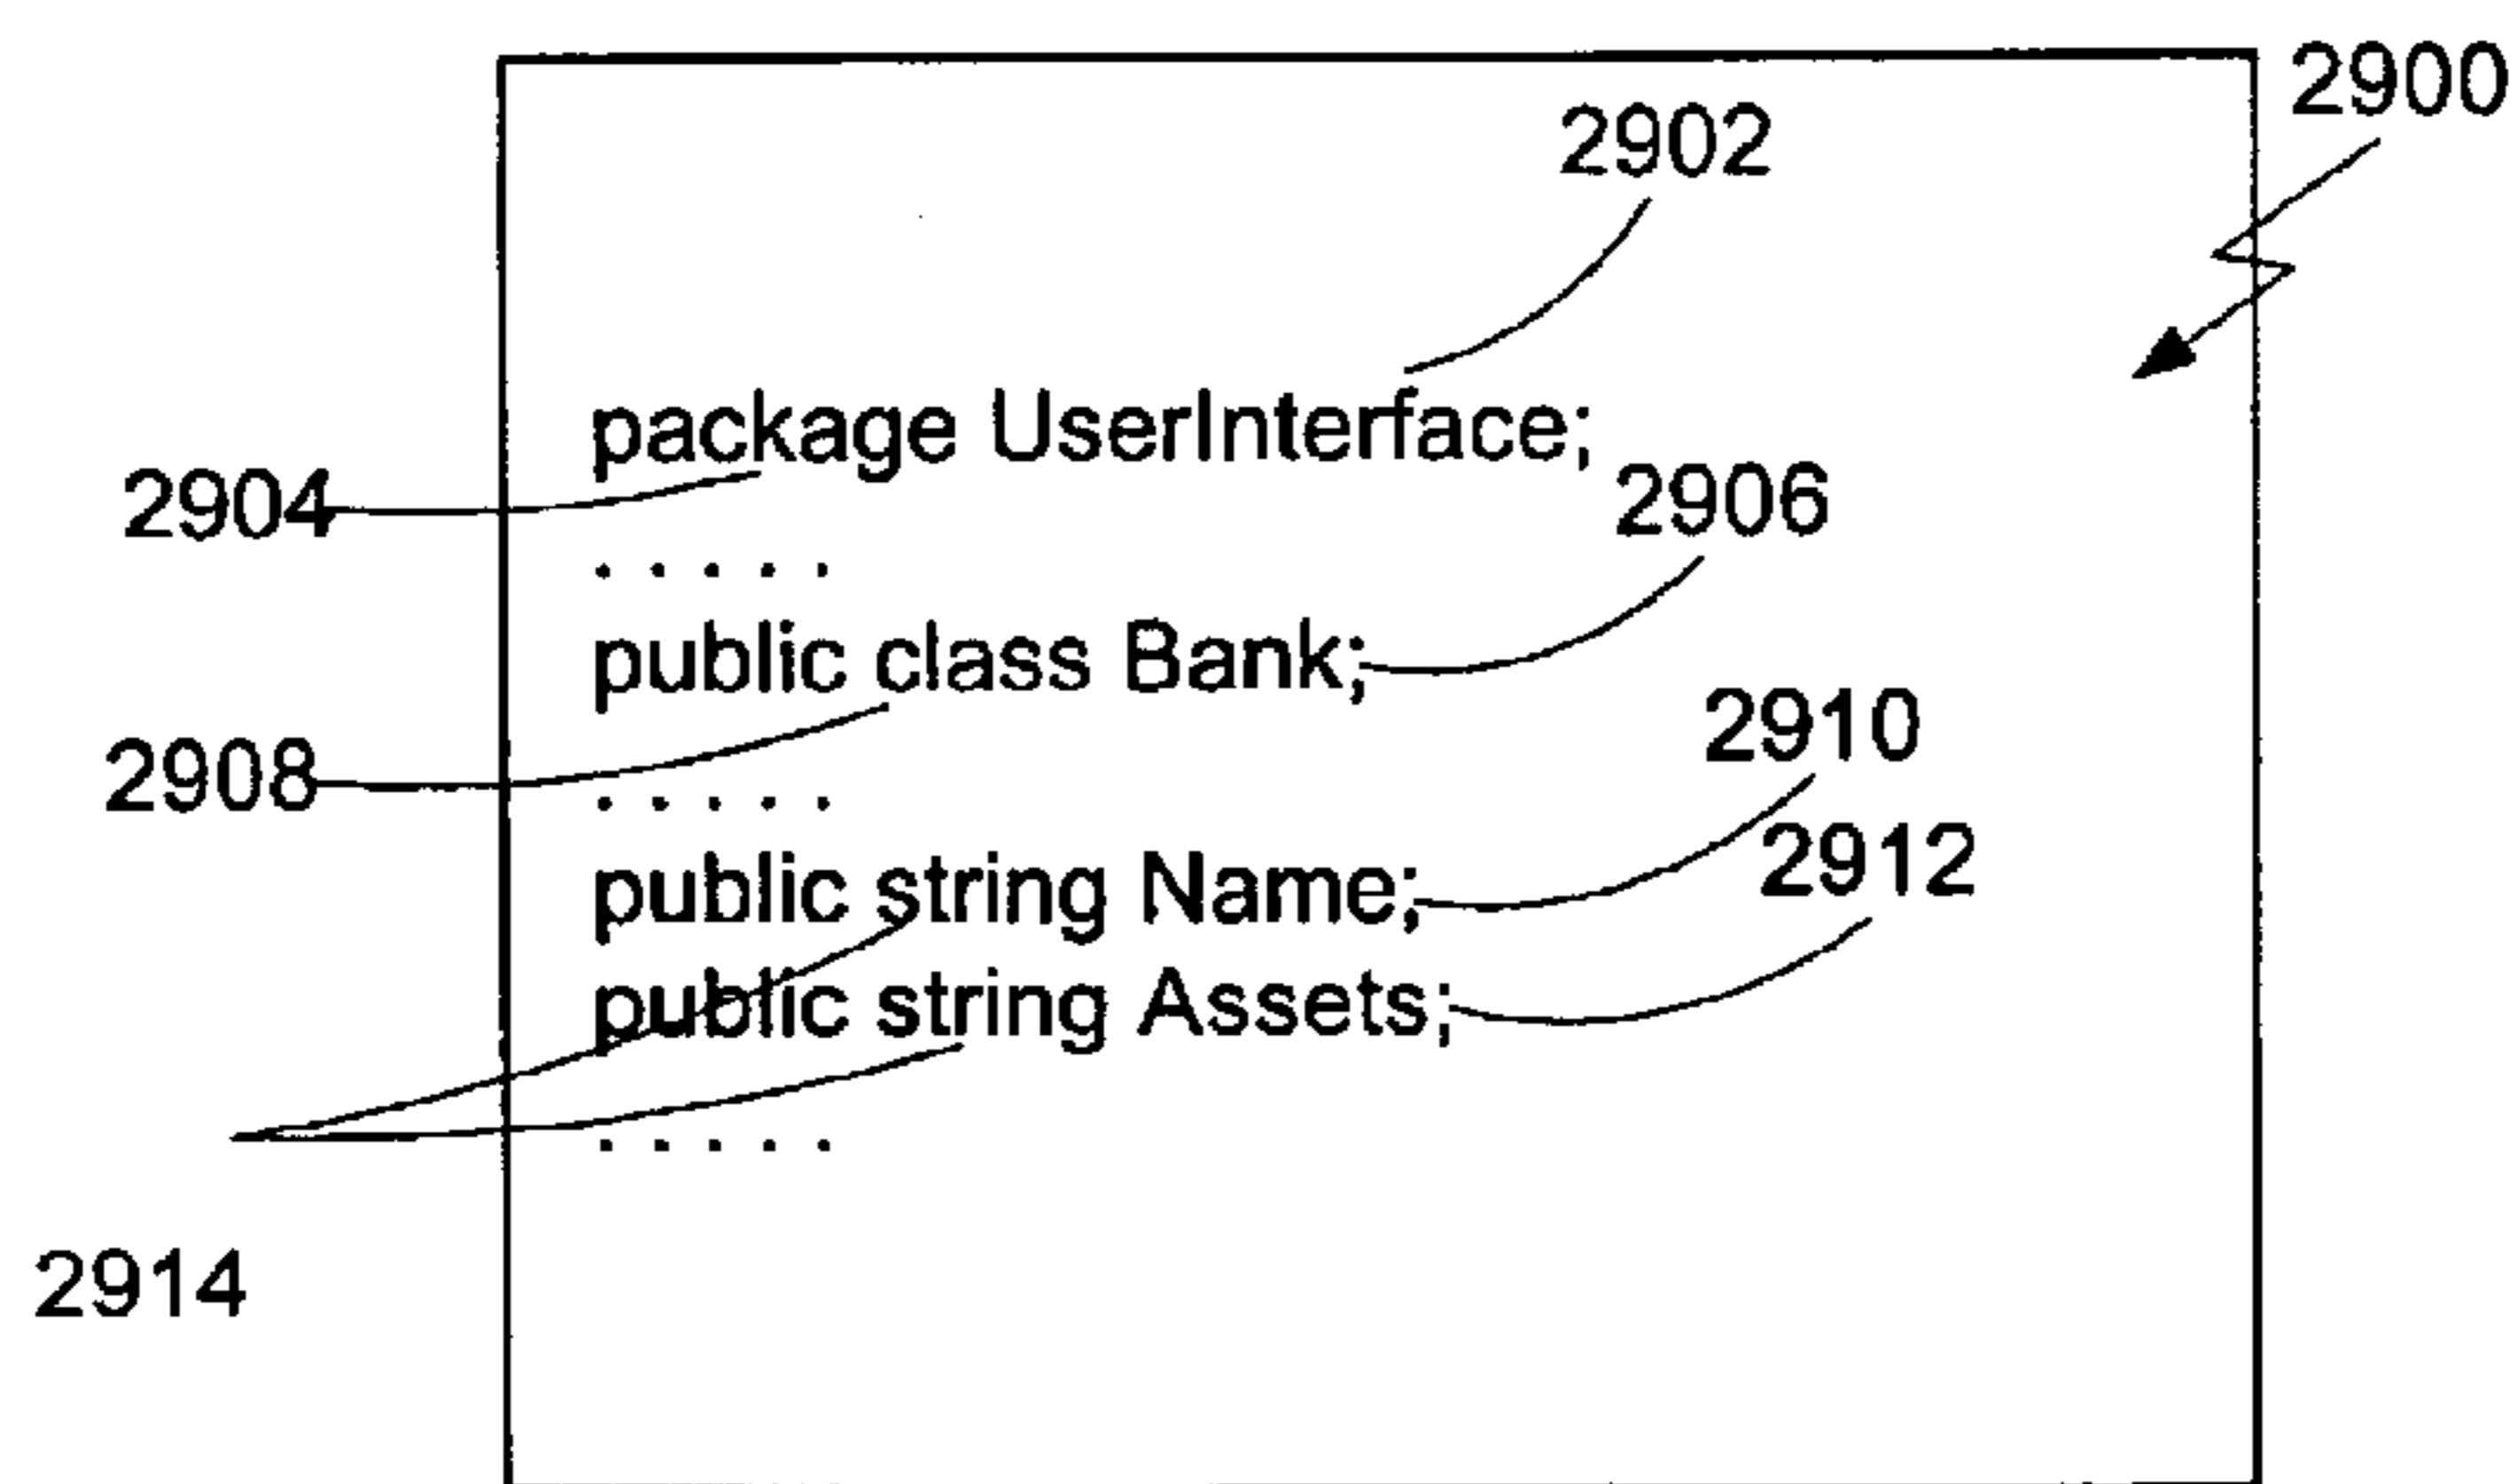 2900
2902
package UserInterface;
2904
2906
. . . . .
public class Bank;
2908
2910
. . . . .
2912
public string Name;
public string Assets;
. . . . .
2914